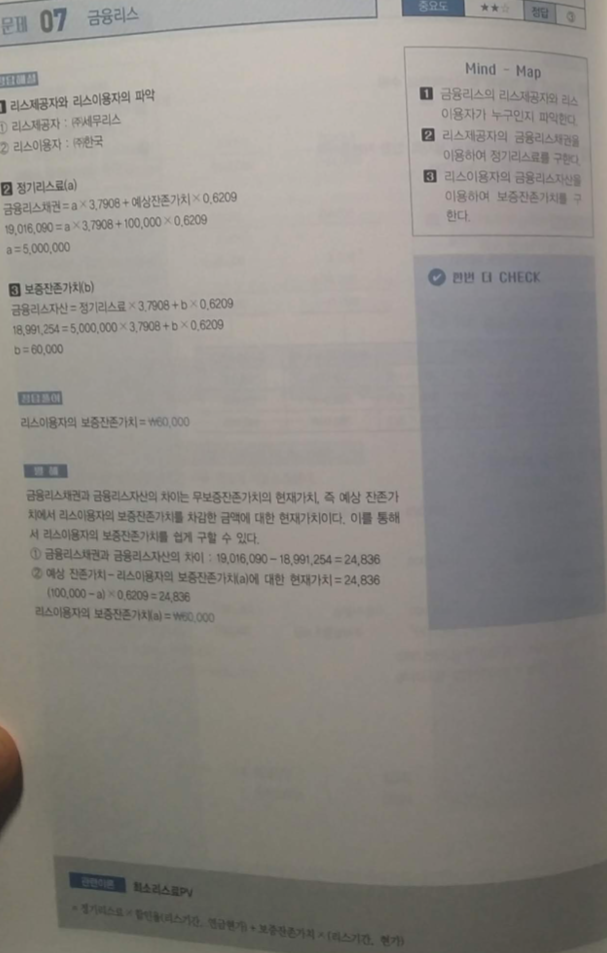 문제 07 금융리스
중요도 ★★☆ 정답 ③
정답해설
1 리스제공자와 리스이용자의 파악
① 리스제공자 : ㈜세무리스
② 리스이용자 : ㈜한국
2 정기리스료(a)
금융리스채권=a×3.7908+예상잔존가치×0.6209
19,016,090=a×3.7908+100,000×0.6209
a=5,000,000
3 보증잔존가치(b)
금융리스자산=정기리스료×3.7908+b×0.6209
18,991,254=5,000,000×3.7908+b×0.6209
b=60,000
정답풀이
리스이용자의 보증잔존가치=₩60,000
별해
금융리스채권과 금융리스자산의 차이는 무보증잔존가치의 현재가치, 즉 예상 잔존가
치에서 리스이용자의 보증잔존가치를 차감한 금액에 대한 현재가치이다. 이를 통해
서 리스이용자의 보증잔존가치를 쉽게 구할 수 있다.
① 금융리스채권과 금융리스자산의 차이 : 19,016,090-18,991,254=24,836
② 예상 잔존가치-리스이용자의 보증잔존가치(a)에 대한 현재가치=24,836
(100,000-a)×0.6209=24,836
리스이용자의 보증잔존가치(a)=₩60,000
Mind - Map
1 금융리스의 리스제공자와 리스
이용자가 누구인지 파악한다.
2 리스제공자의 금융리스채권을
이용하여 정기리스료를 구한다.
3 리스이용자의 금융리스자산을
이용하여 보증잔존가치를 구
한다.
한번 더 CHECK
관련이론 최소리스료PV
= 정기리스료×할인율(리스기간, 연금현가)+보증잔존가치×(리스기간, 현가)